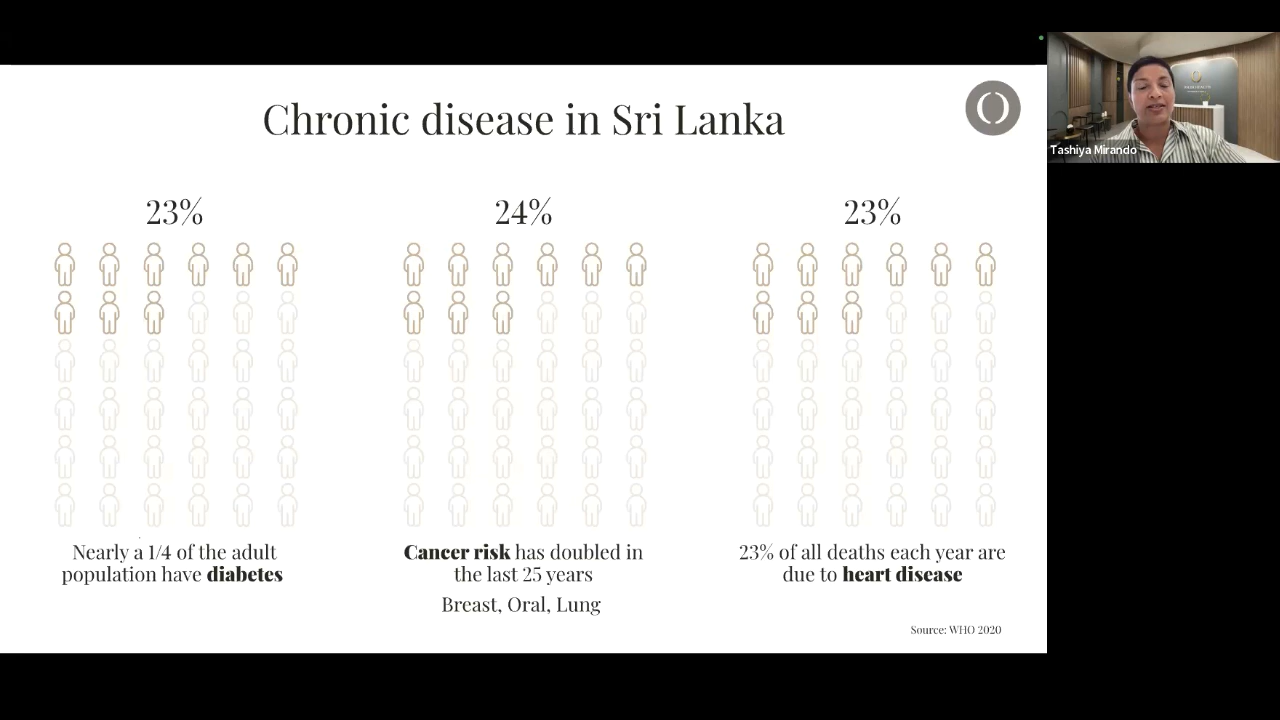 Chronic disease in Sri Lanka
23%
24%
23%
Nearly a 1/4 of the adult
population have diabetes
Cancer risk has doubled in
the last 25 years
Breast, Oral, Lung
23% of all deaths each year are
due to heart disease
Source: WHO 2020
Tashiya Mirando